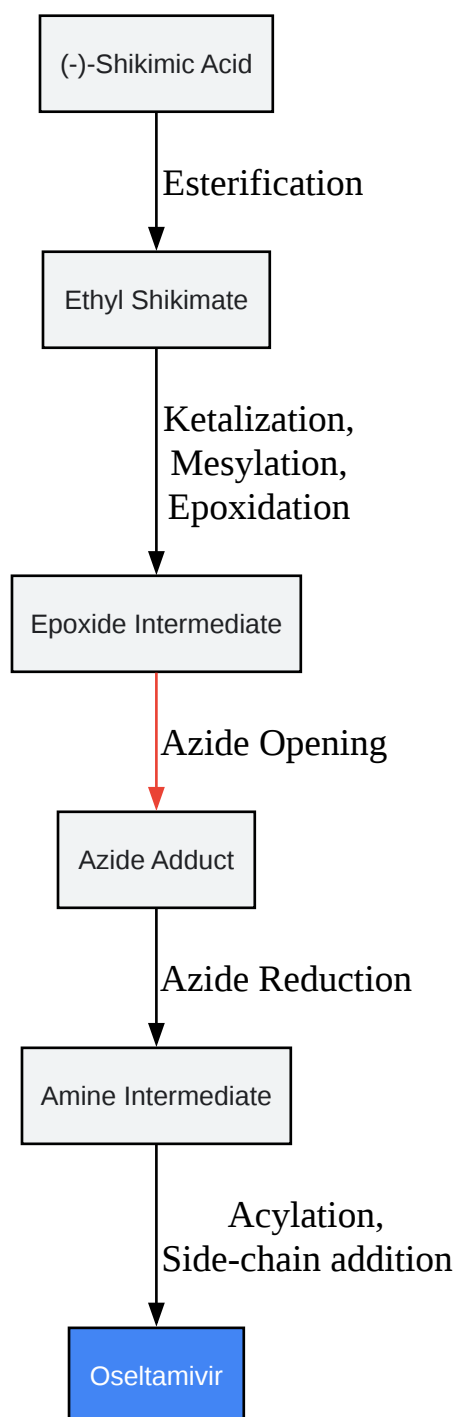 (-)-Shikimic Acid
Esterification
Ethyl Shikimate
Ketalization,
Mesylation,
Epoxidation
Epoxide Intermediate
Azide Opening
Azide Adduct
Azide Reduction
Amine Intermediate
Acylation,
Side-chain addition
Oseltamivir